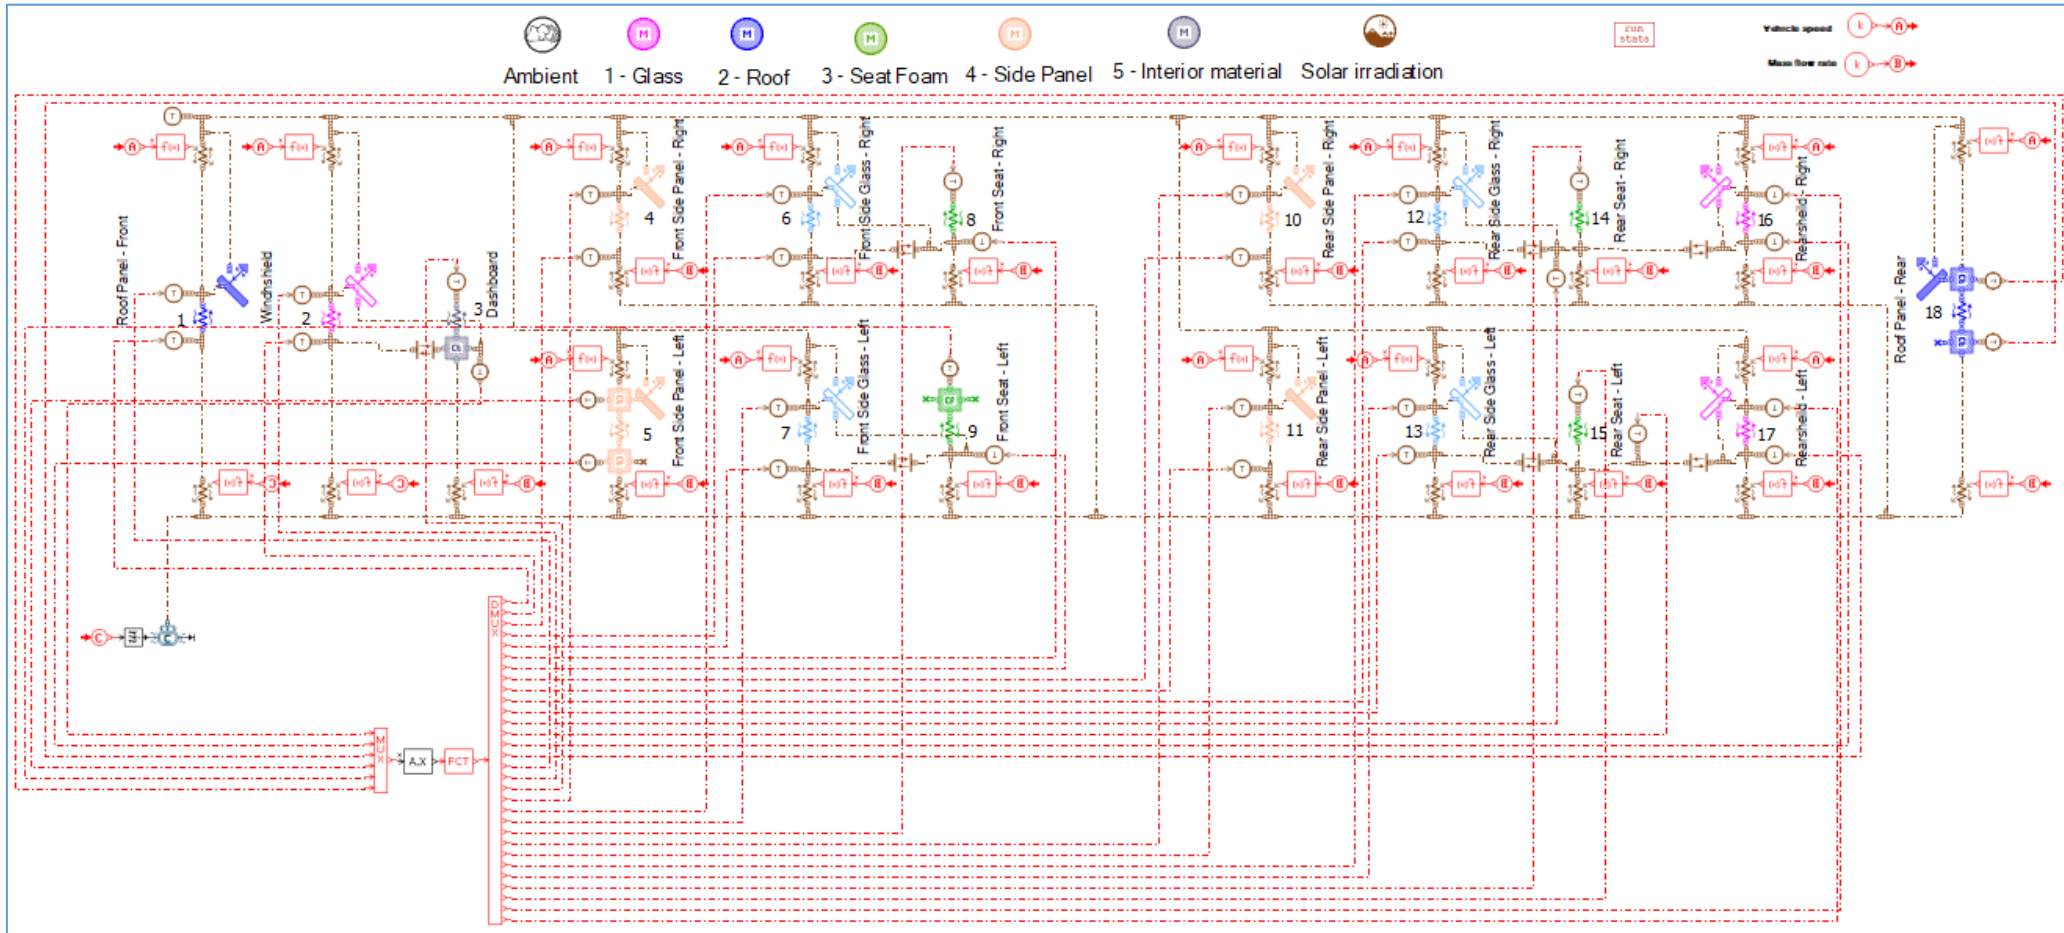 run
stats
Vehicle speed
k
A
Mass flow rate
k
B
M
M
M
M
M
Ambient
1 - Glass
2 - Roof
3 - Seat Foam
4 - Side Panel
5 - Interior material
Solar irradiation
Roof Panel - Front
1
Windhshield
2
Dashboard
3
Front Side Panel - Right
4
Front Side Panel - Left
5
Front Side Glass - Right
6
Front Side Glass - Left
7
Front Seat - Right
8
Front Seat - Left
9
Rear Side Panel - Right
10
Rear Side Panel - Left
11
Rear Side Glass - Right
12
Rear Side Glass - Left
13
Rear Seat - Right
14
Rear Seat - Left
15
Rearsheild - Right
16
Rearsheild - Left
17
Roof Panel - Rear
18
T
A
f(x)
B
C
MUX
A.X
FCT
DMUX